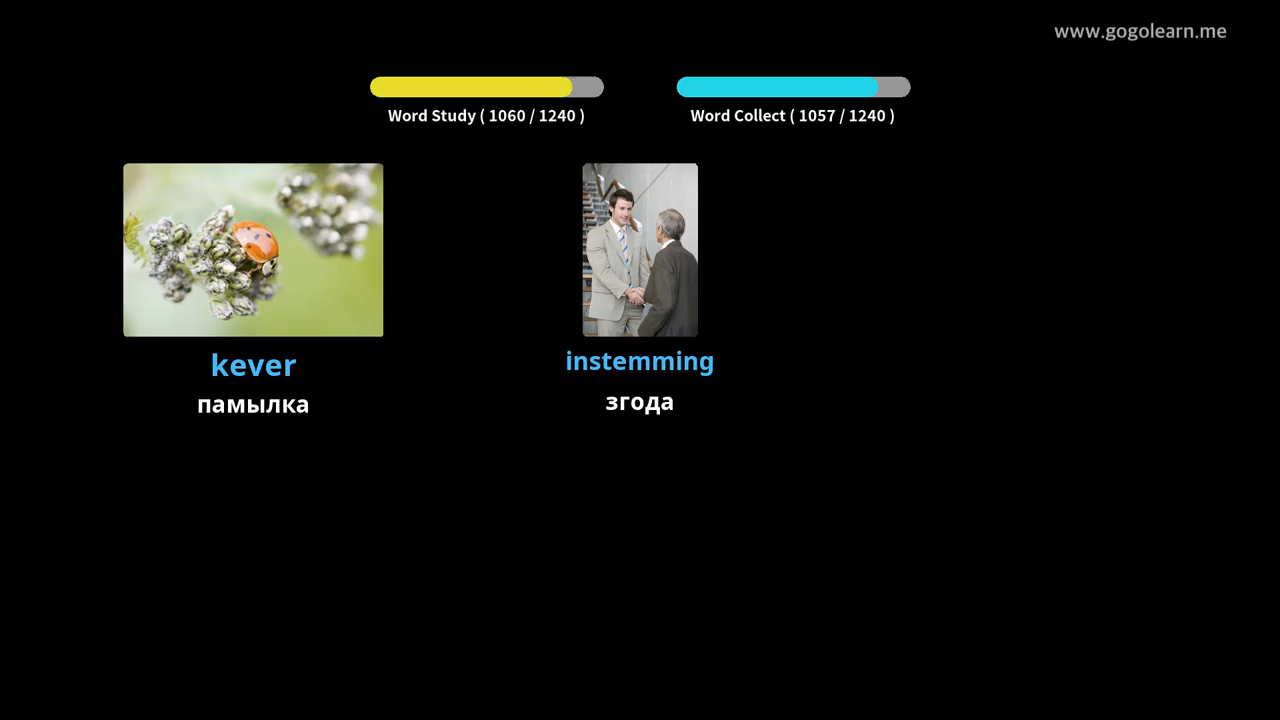 www.gogolearn.me
Word Study ( 1060 / 1240 )
Word Collect ( 1057 / 1240 )
kever
памылка
instemming
згода